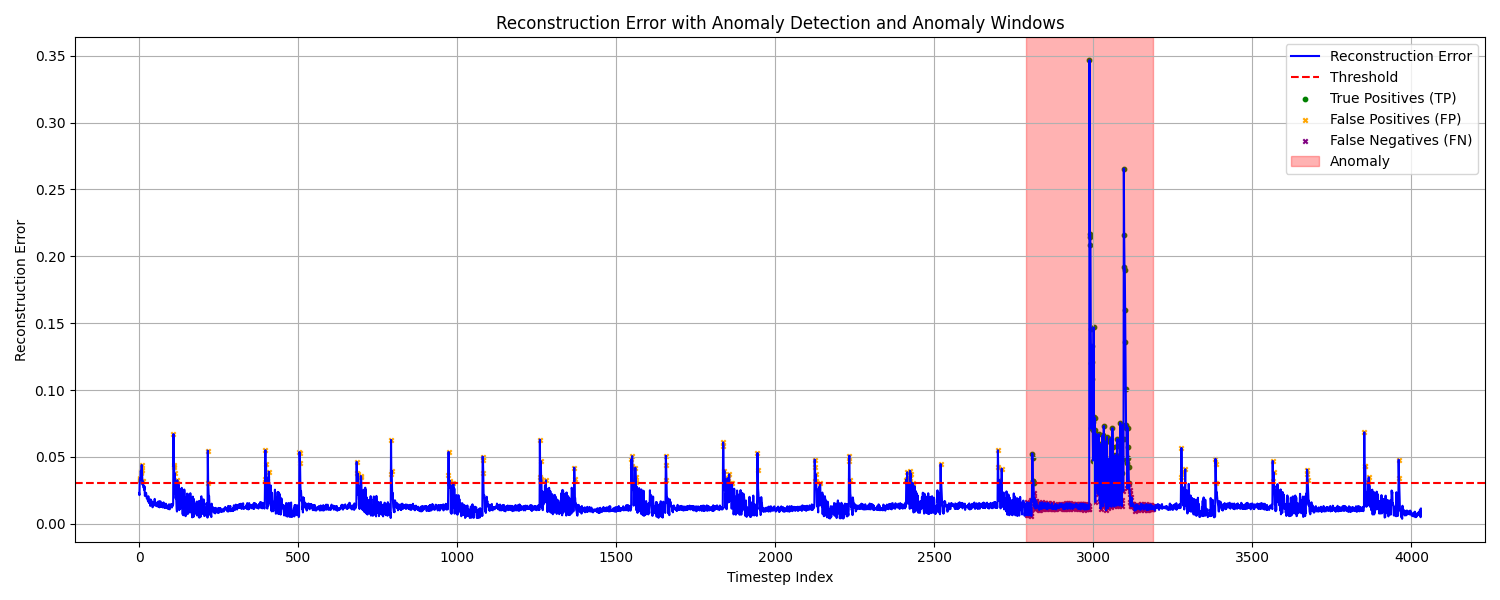 Reconstruction Error with Anomaly Detection and Anomaly Windows
Reconstruction Error
0.35
0.30
0.25
0.20
0.15
0.10
0.05
0.00
Reconstruction Error
Threshold
True Positives (TP)
False Positives (FP)
False Negatives (FN)
Anomaly
0 500 1000 1500 2000 2500 3000 3500 4000
Timestep Index